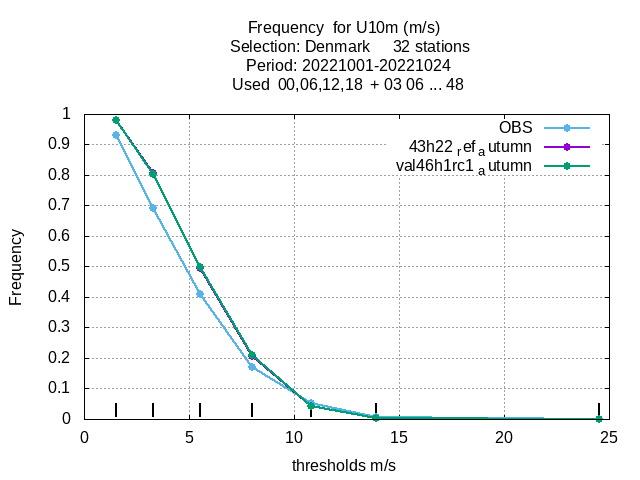 Frequency for U10m (m/s)
Selection: Denmark 32 stations
Period: 20221001-20221024
Used 00,06,12,18 + 03 06 ... 48
OBS
43h22 ref a utumn
val46h1rc1 a utumn
1
0.9
0.8
0.7
0.6
0.5
0.4
0.3
0.2
0.1
0
Frequency
0 5 10 15 20 25
thresholds m/s